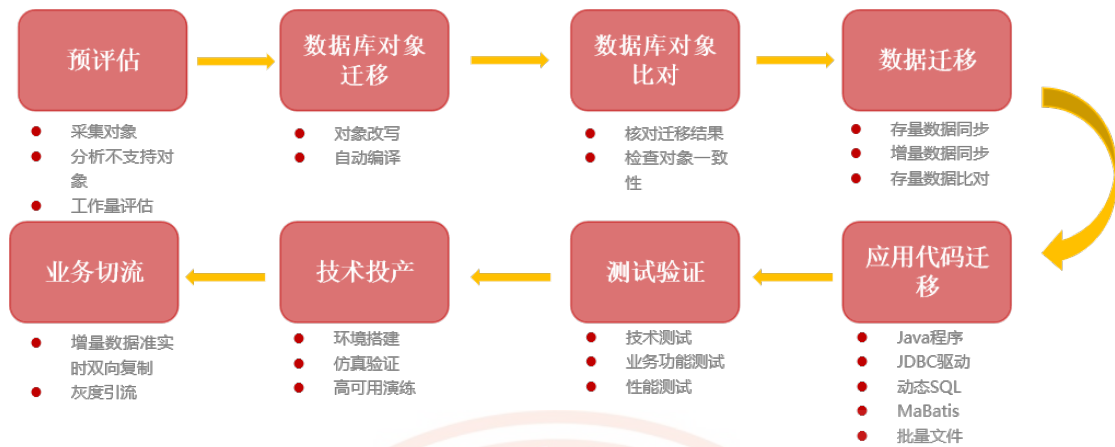 预评估
采集对象
分析不支持对
象
工作量评估
数据库对象
迁移
对象改写
自动编译
数据库对象
比对
核对迁移结果
检查对象一致
性
数据迁移
存量数据同步
增量数据同步
存量数据比对
应用代码迁
移
Java程序
JDBC驱动
动态SQL
MaBatis
批量文件
测试验证
技术测试
业务功能测试
性能测试
技术投产
环境搭建
仿真验证
高可用演练
业务切流
增量数据准实
时双向复制
灰度引流